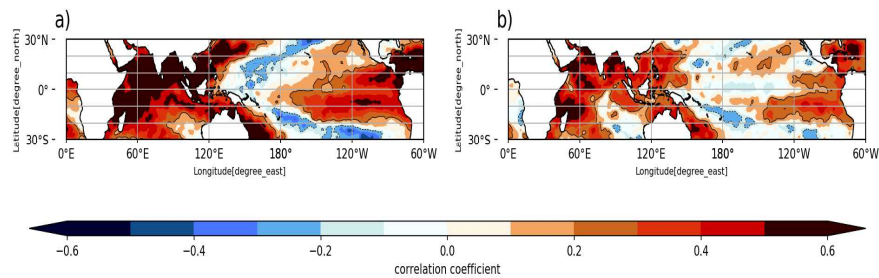 a)
b)
Latitude[degree_north]
30°N
0°
30°S
0°E 60°E 120°E 180° 120°W 60°W
Longitude[degree_east]
Latitude[degree_north]
30°N
0°
30°S
0°E 60°E 120°E 180° 120°W 60°W
Longitude[degree_east]
−0.6 −0.4 −0.2 0.0 0.2 0.4 0.6
correlation coefficient